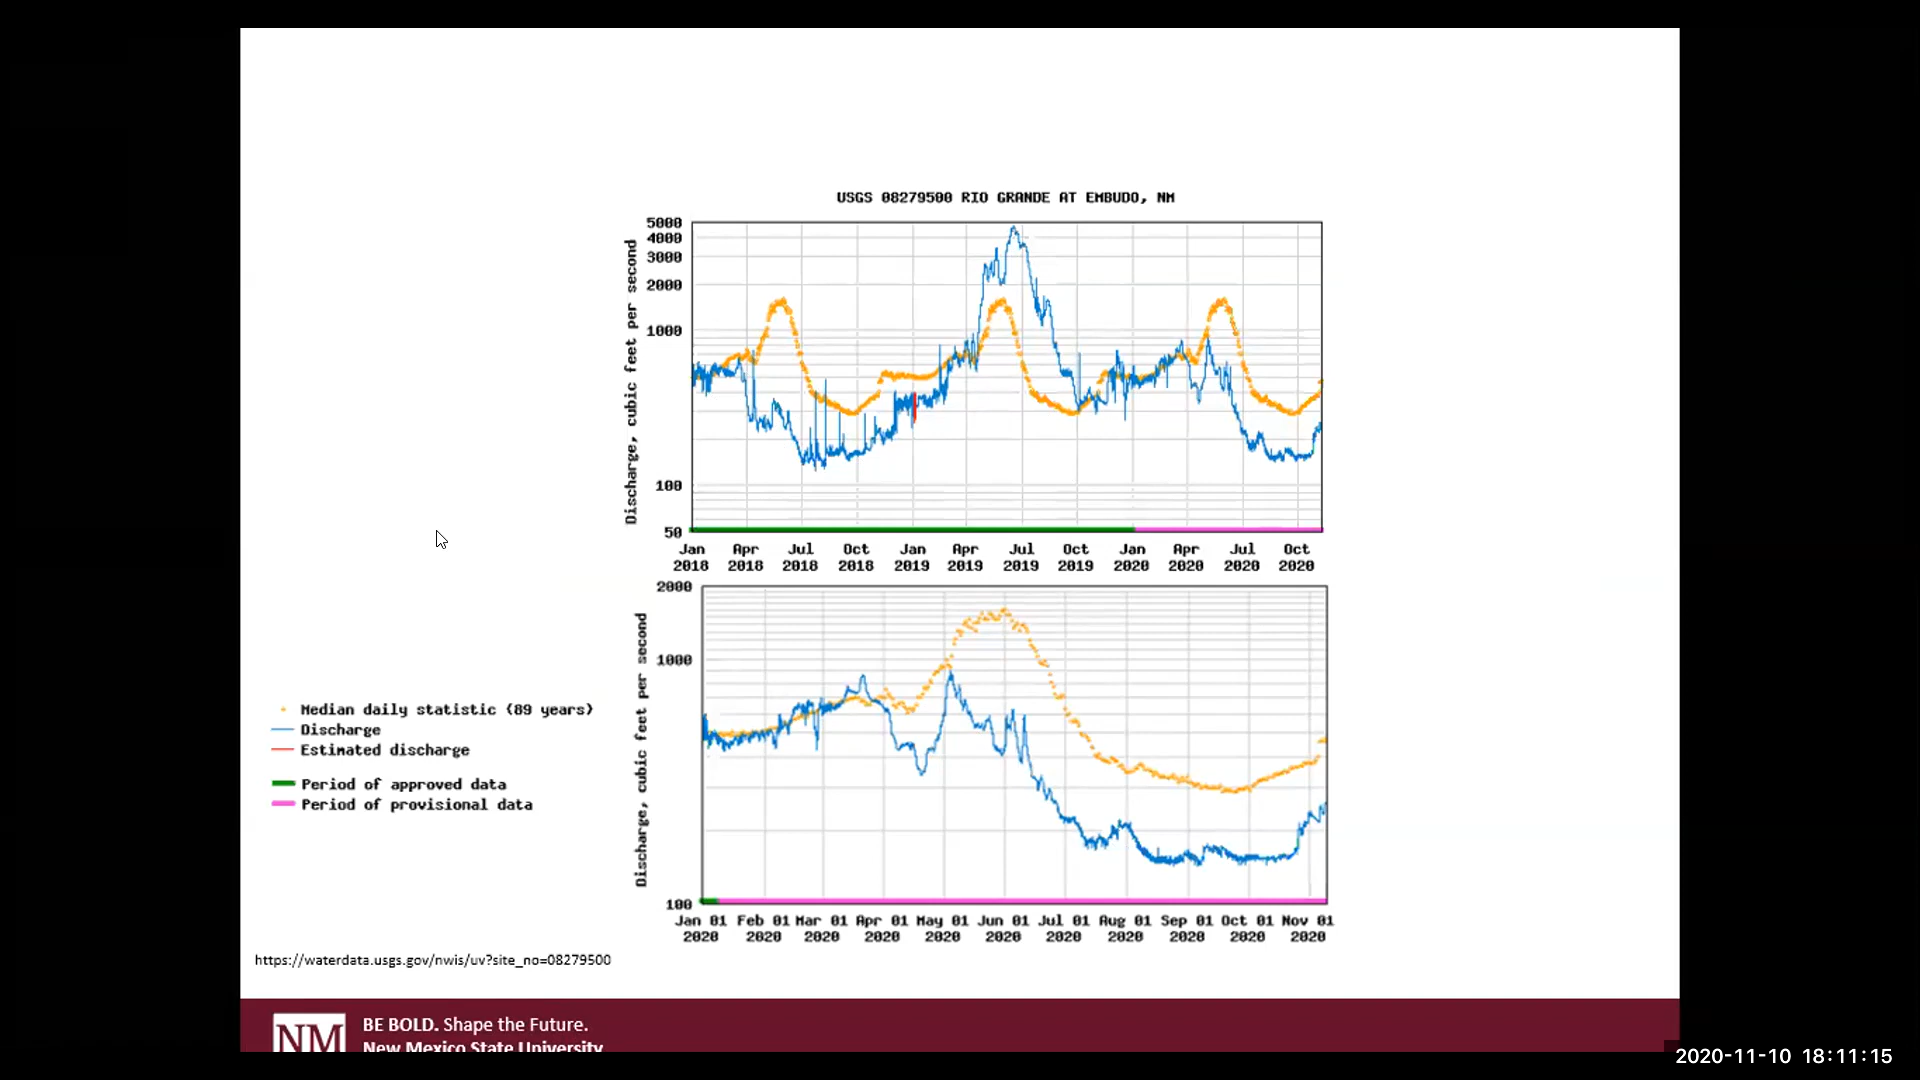 USGS 08279500 RIO GRANDE AT EMBUDO, NM
Discharge, cubic feet per second
5000
4000
3000
2000
1000
100
50
Jan Apr Jul Oct Jan Apr Jul Oct Jan Apr Jul Oct
2018 2018 2018 2018 2019 2019 2019 2019 2020 2020 2020 2020
Discharge, cubic feet per second
2000
1000
100
Jan 01 Feb 01 Mar 01 Apr 01 May 01 Jun 01 Jul 01 Aug 01 Sep 01 Oct 01 Nov 01
2020 2020 2020 2020 2020 2020 2020 2020 2020 2020 2020
Median daily statistic (89 years)
Discharge
Estimated discharge
Period of approved data
Period of provisional data
https://waterdata.usgs.gov/nwis/uv?site_no=08279500
NM
BE BOLD. Shape the Future.
New Mexico State University
2020-11-10 18:11:15